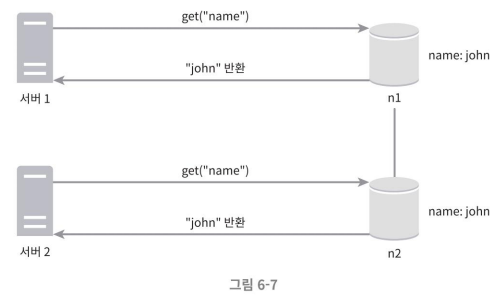 get("name")
name: john
"john" 반환
서버 1
n1
get("name")
name: john
"john" 반환
서버 2
n2
그림 6-7